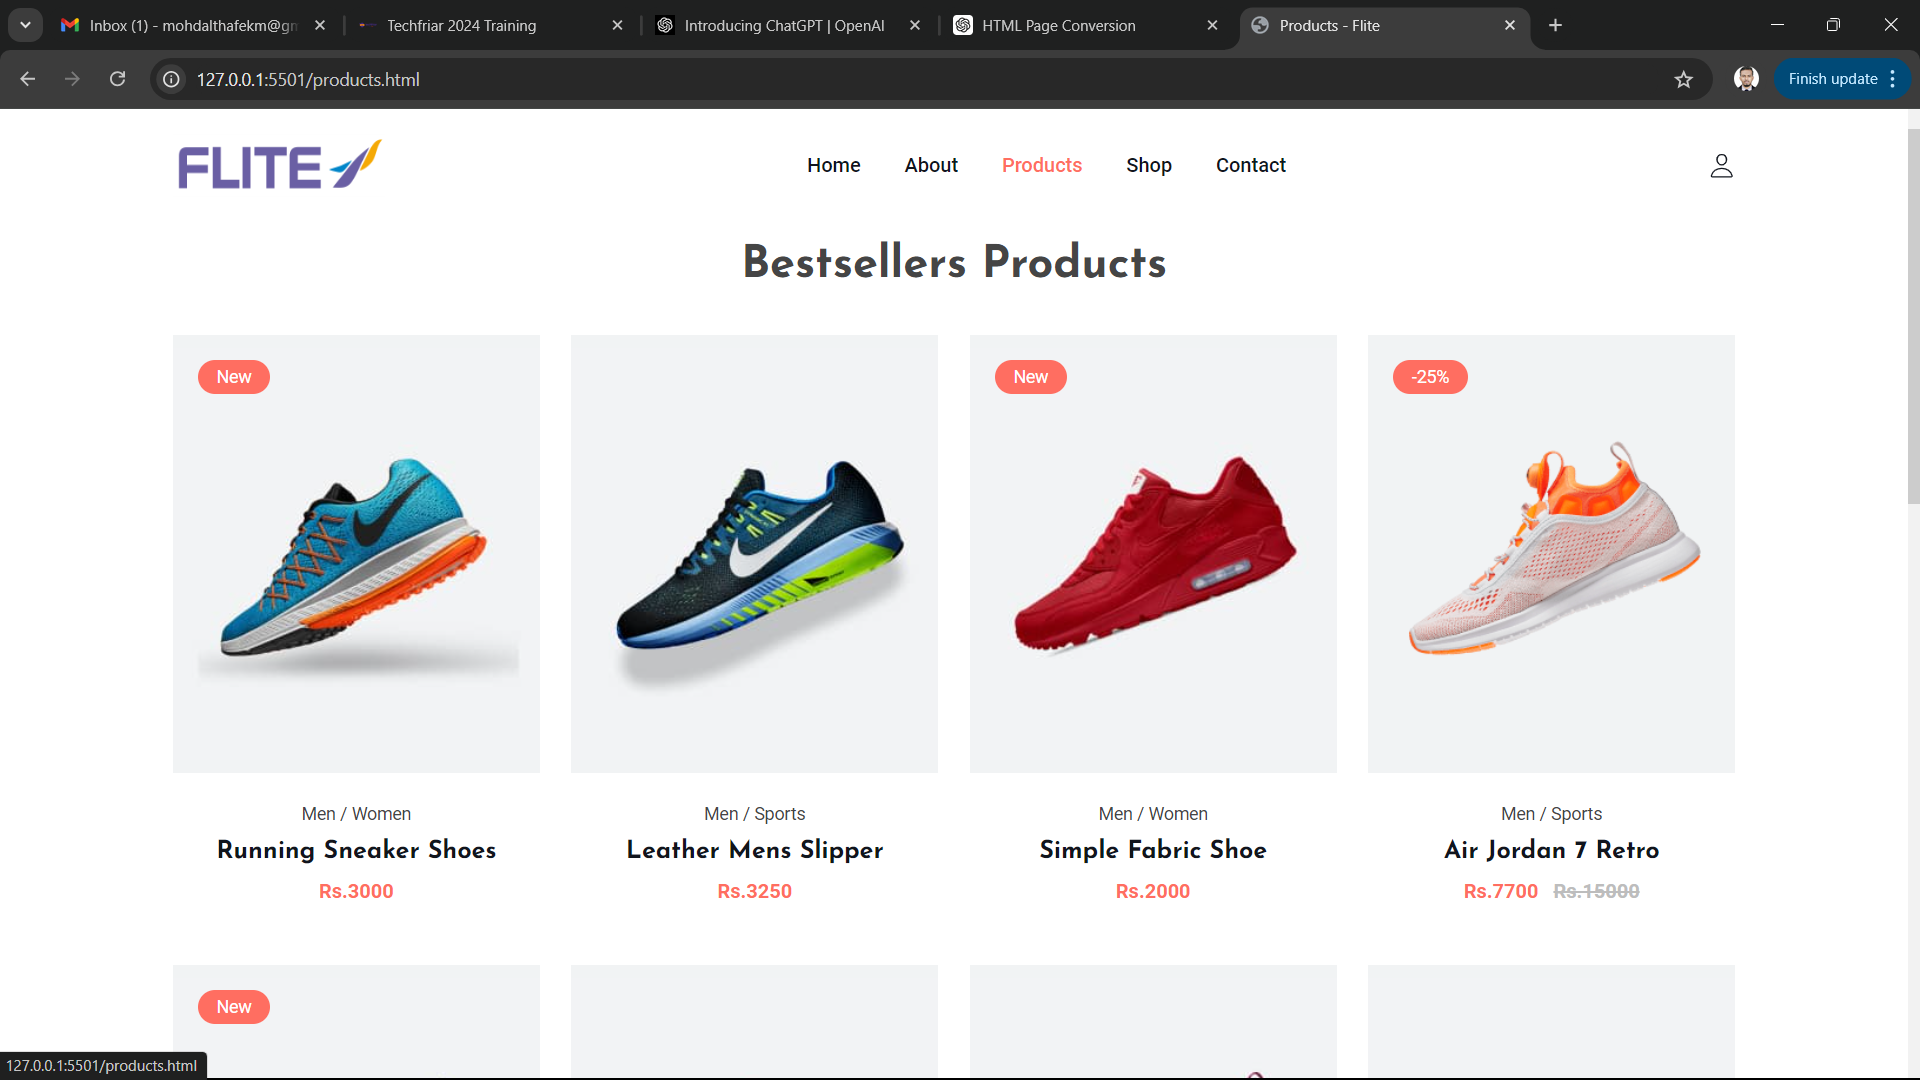 Inbox (1) - mohdalthafekm@gm
Techfriar 2024 Training
Introducing ChatGPT | OpenAI
HTML Page Conversion
Products - Flite
127.0.0.1:5501/products.html
Finish update
FLITE
Home
About
Products
Shop
Contact
Bestsellers Products
New
New
-25%
Men / Women
Men / Sports
Men / Women
Men / Sports
Running Sneaker Shoes
Leather Mens Slipper
Simple Fabric Shoe
Air Jordan 7 Retro
Rs.3000
Rs.3250
Rs.2000
Rs.7700 Rs.15000
New
127.0.0.1:5501/products.html